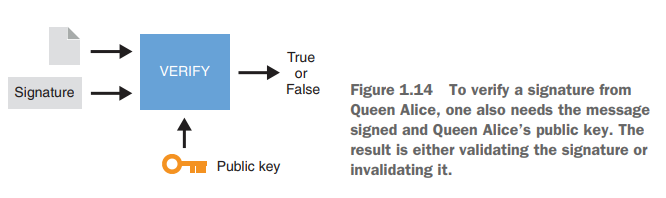 VERIFY
True
or
False
Signature
Public key
Figure 1.14 To verify a signature from
Queen Alice, one also needs the message
signed and Queen Alice's public key. The
result is either validating the signature or
invalidating it.